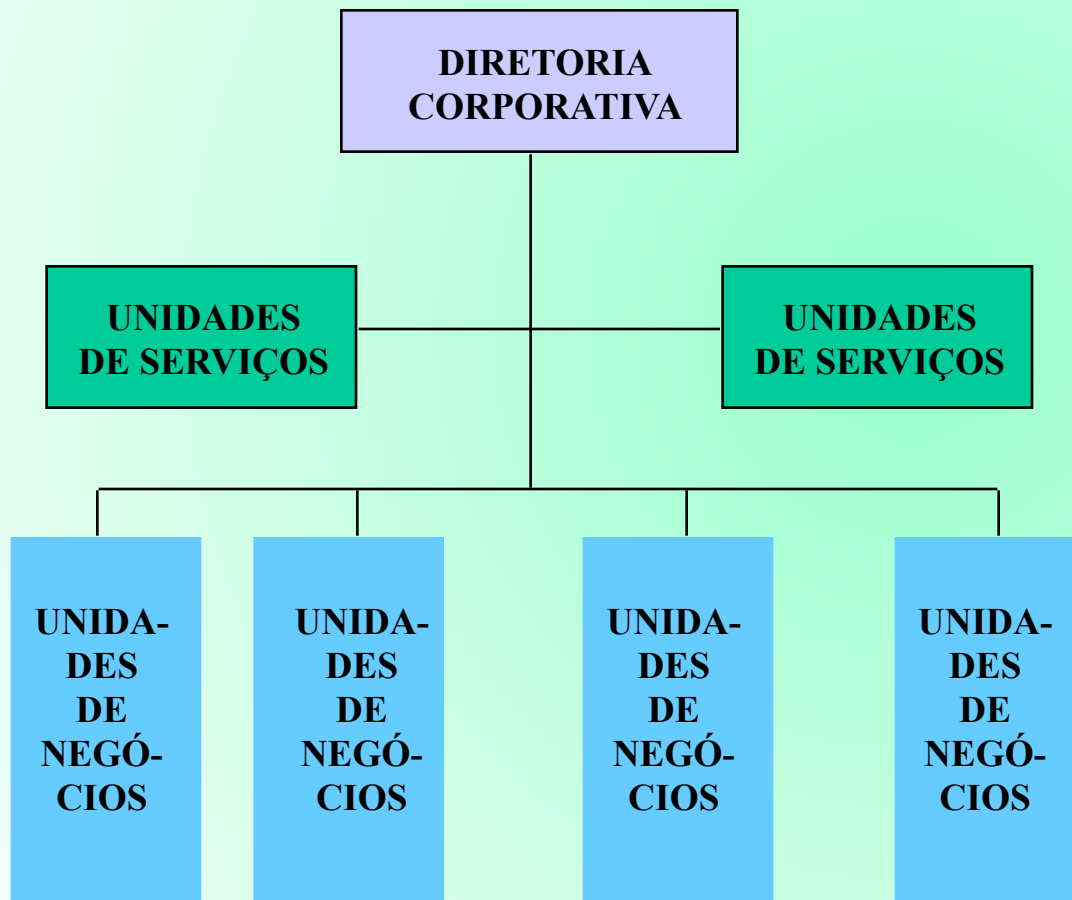 DIRETORIA
CORPORATIVA
UNIDADES
DE SERVIÇOS
UNIDADES
DE SERVIÇOS
UNIDA-
DES
DE
NEGÓ-
CIOS
UNIDA-
DES
DE
NEGÓ-
CIOS
UNIDA-
DES
DE
NEGÓ-
CIOS
UNIDA-
DES
DE
NEGÓ-
CIOS